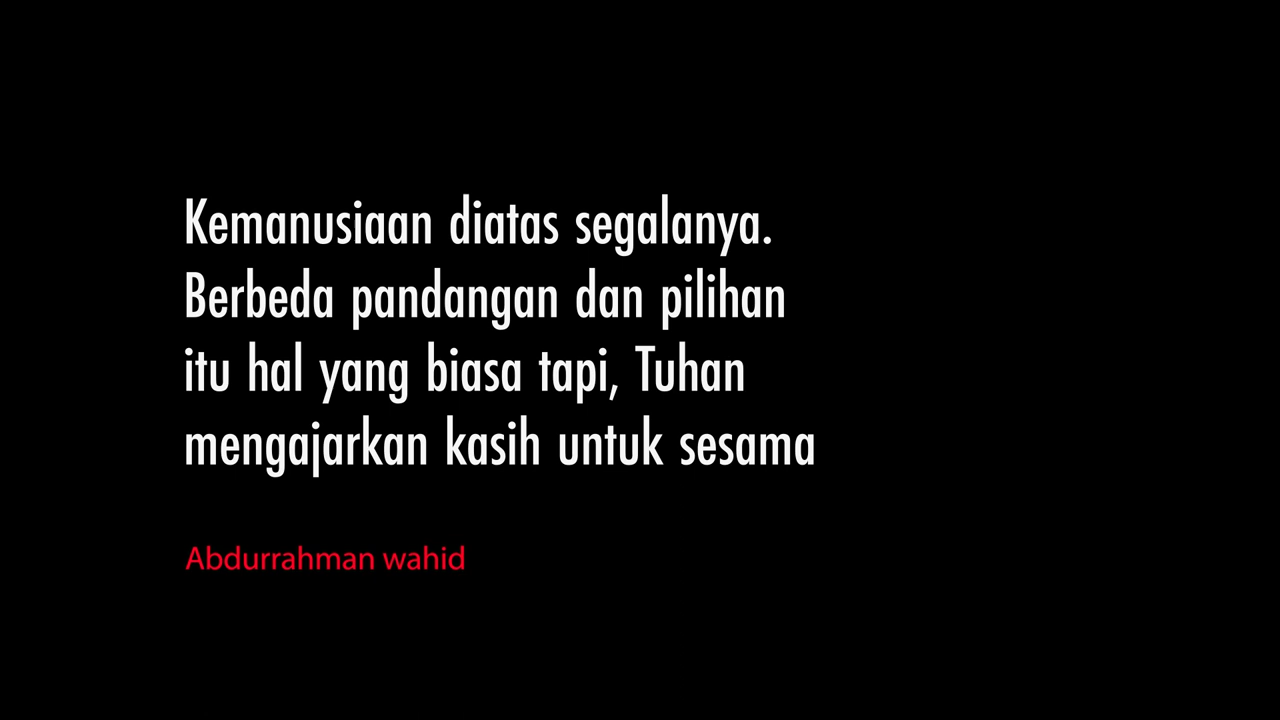 Kemanusiaan diatas segalanya.
Berbeda pandangan dan pilihan
itu hal yang biasa tapi, Tuhan
mengajarkan kasih untuk sesama
Abdurrahman wahid